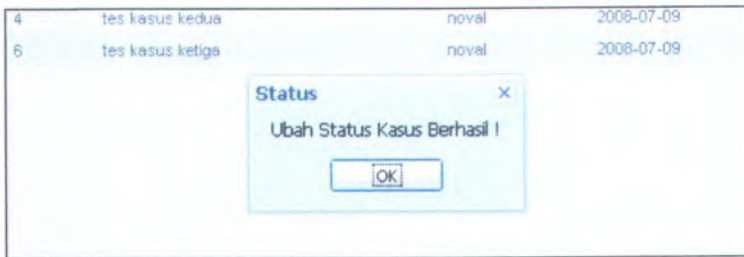 4 tes kasus kedua noval 2008-07-09
6 tes kasus ketiga noval 2008-07-09
Status ×
Ubah Status Kasus Berhasil !
OK